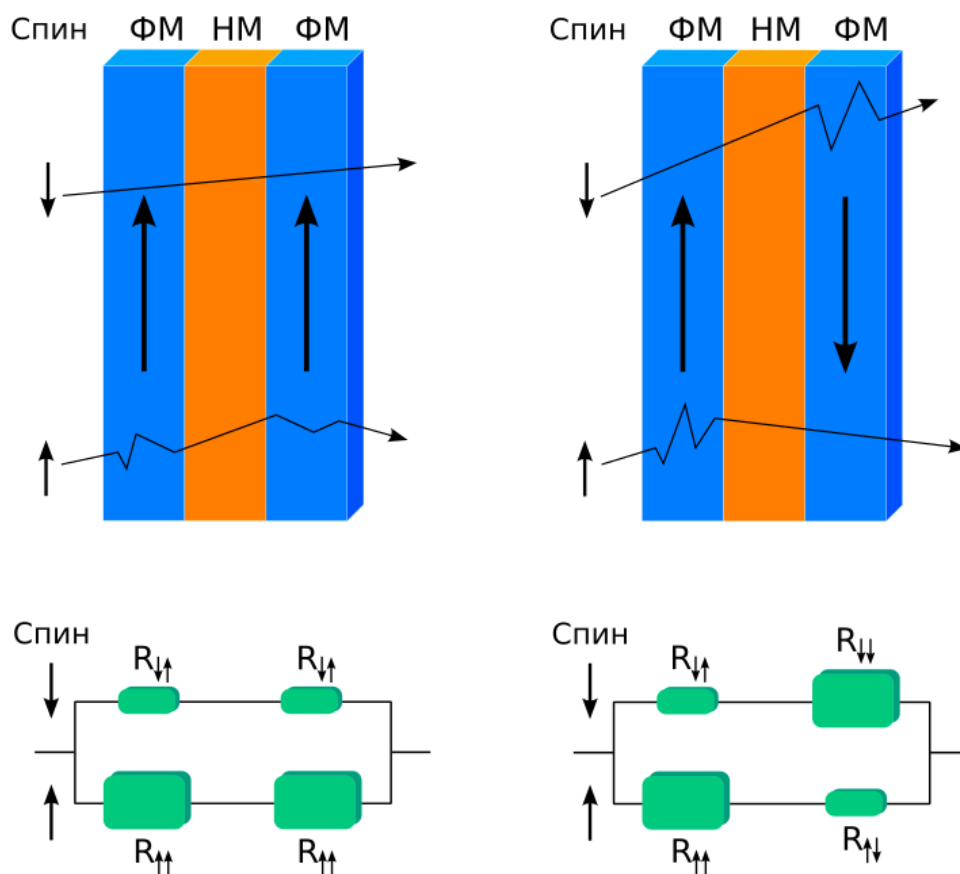 Спин ФМ НМ ФМ
Спин ФМ НМ ФМ
Спин
R↓↑ R↓↑
R↑↑ R↑↑
Спин
R↓↑ R↓↓
R↑↑ R↑↓